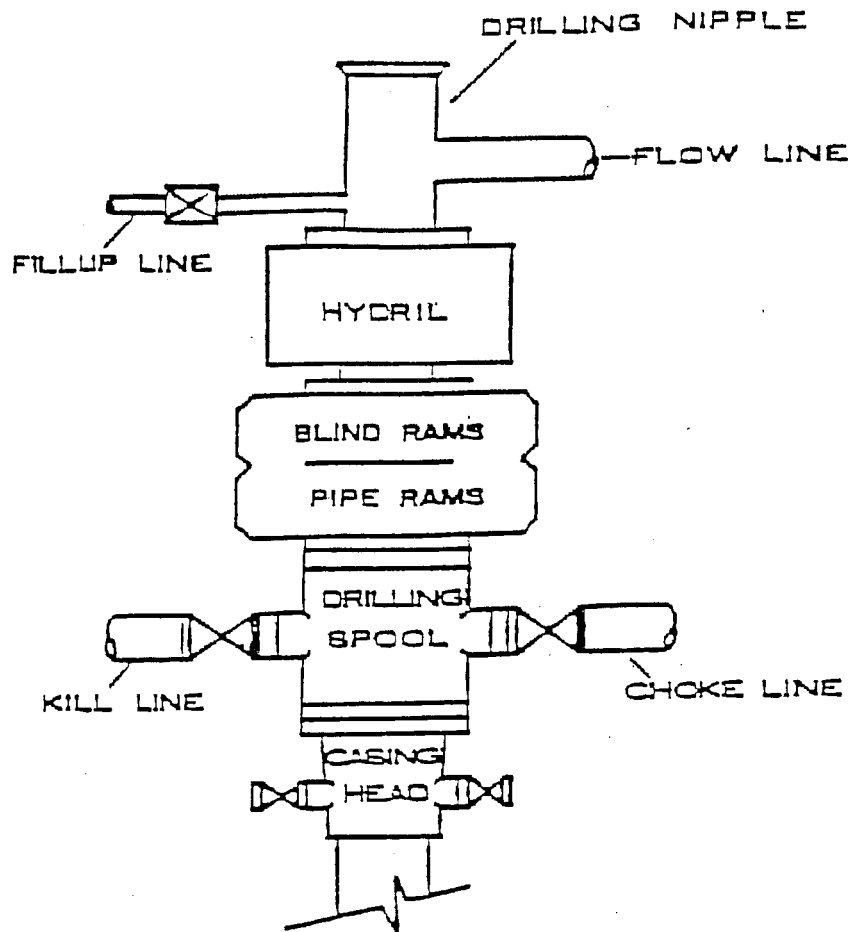 DRILLING NIPPLE
FLOW LINE
FILLUP LINE
HYDRIL
BLIND RAMS
PIPE RAMS
DRILLING
SPOOL
KILL LINE
CHOKE LINE
CASING
HEAD